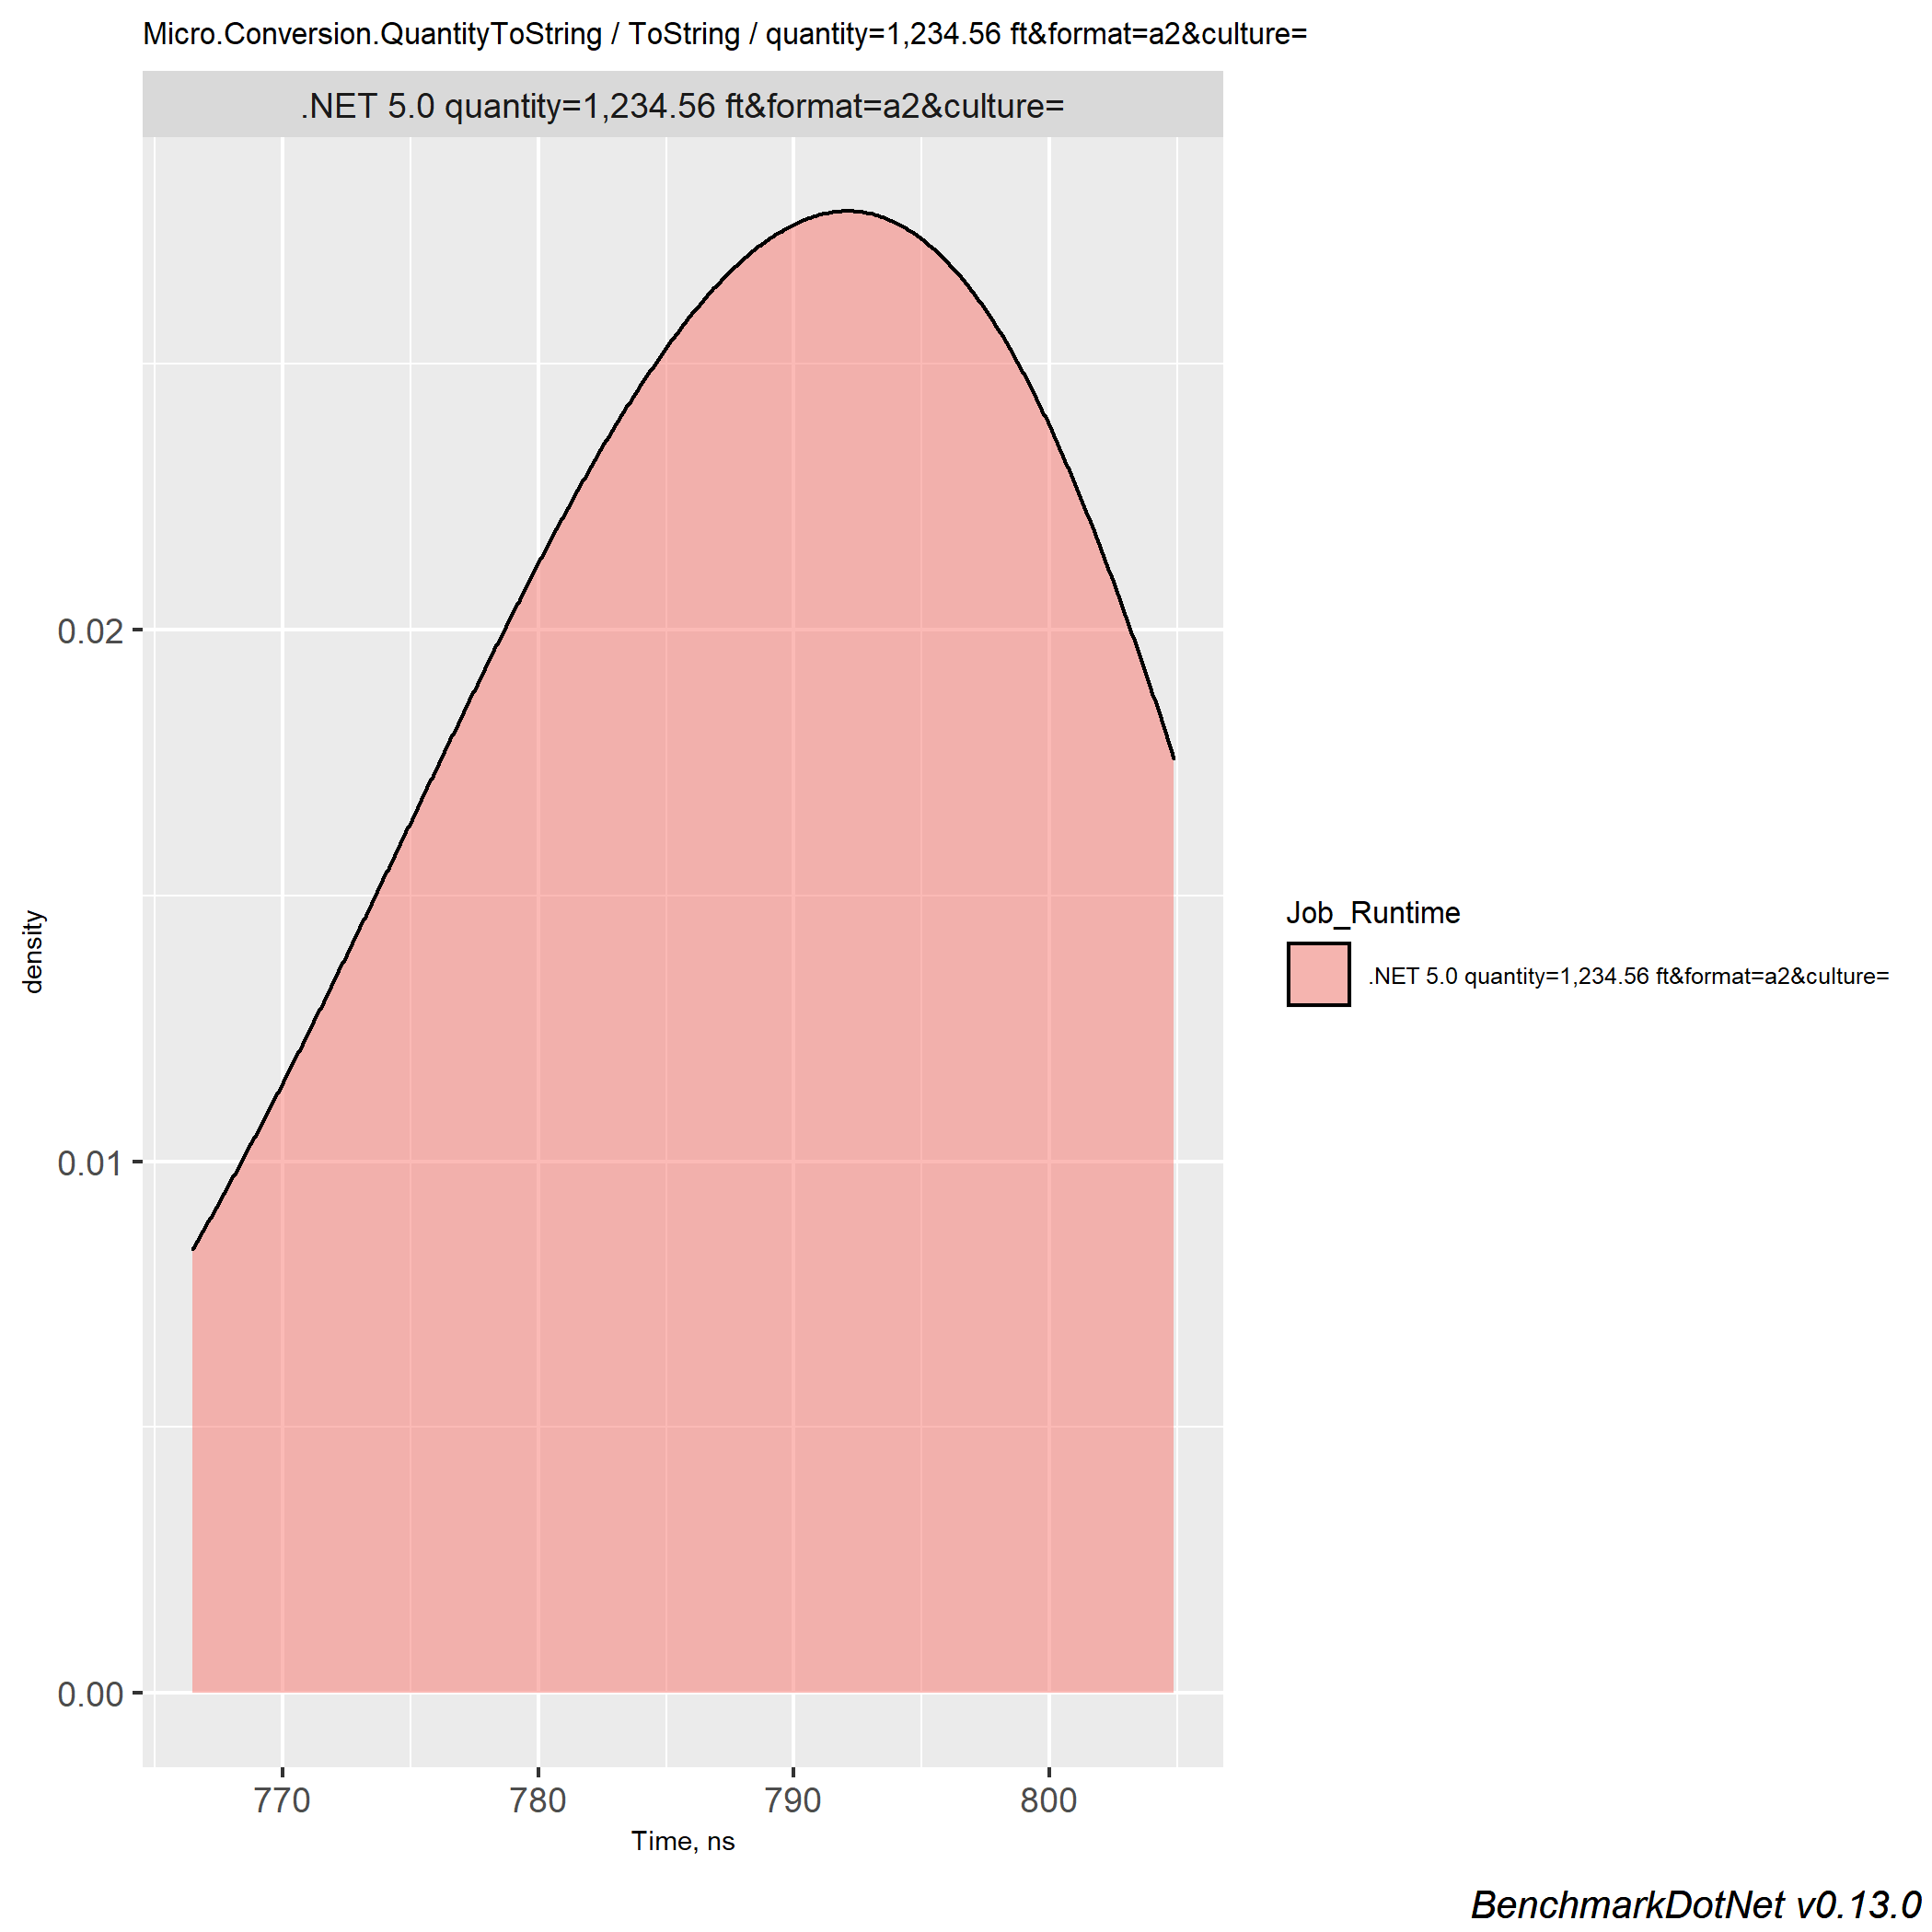 Micro.Conversion.QuantityToString / ToString / quantity=1,234.56 ft&format=a2&culture=
.NET 5.0 quantity=1,234.56 ft&format=a2&culture=
0.02
0.01
0.00
density
770 780 790 800
Time, ns
Job_Runtime
.NET 5.0 quantity=1,234.56 ft&format=a2&culture=
BenchmarkDotNet v0.13.0